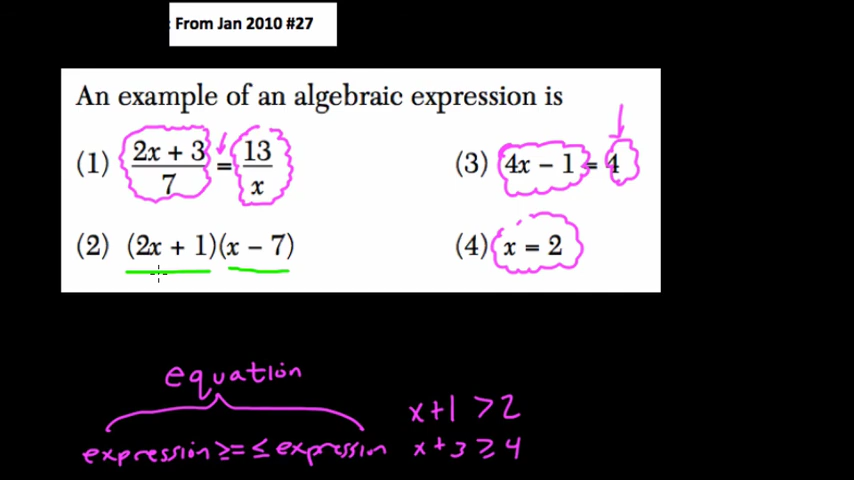 : From Jan 2010 #27
An example of an algebraic expression is
(1) (2x + 3)/7 = 13/x
(3) 4x – 1 = 4
(2) (2x + 1)(x – 7)
(4) x = 2
equation
x+1 >2
expression ≥ = ≤ expression
x+3 ≥ 4